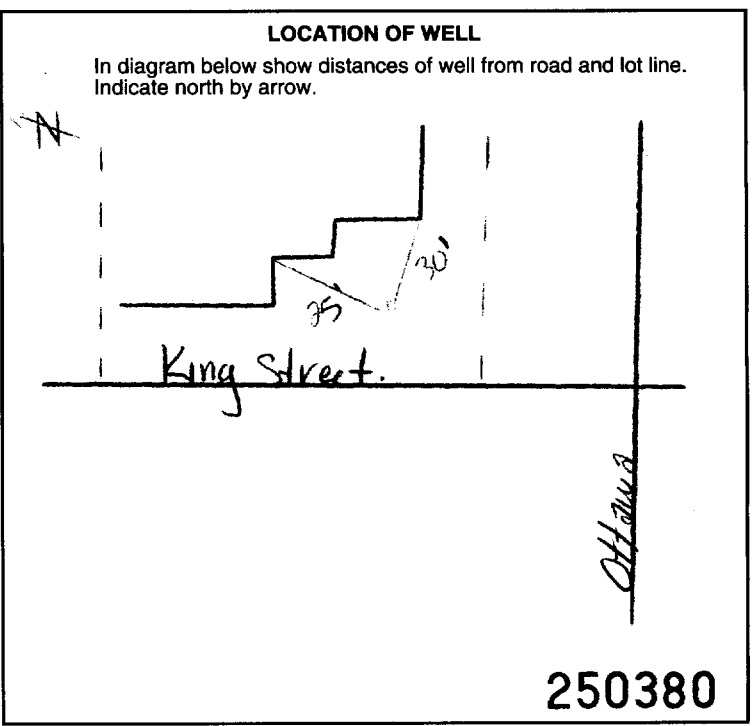 LOCATION OF WELL
In diagram below show distances of well from road and lot line.
Indicate north by arrow.
N
30'
25'
King Street.
Ottawa
250380